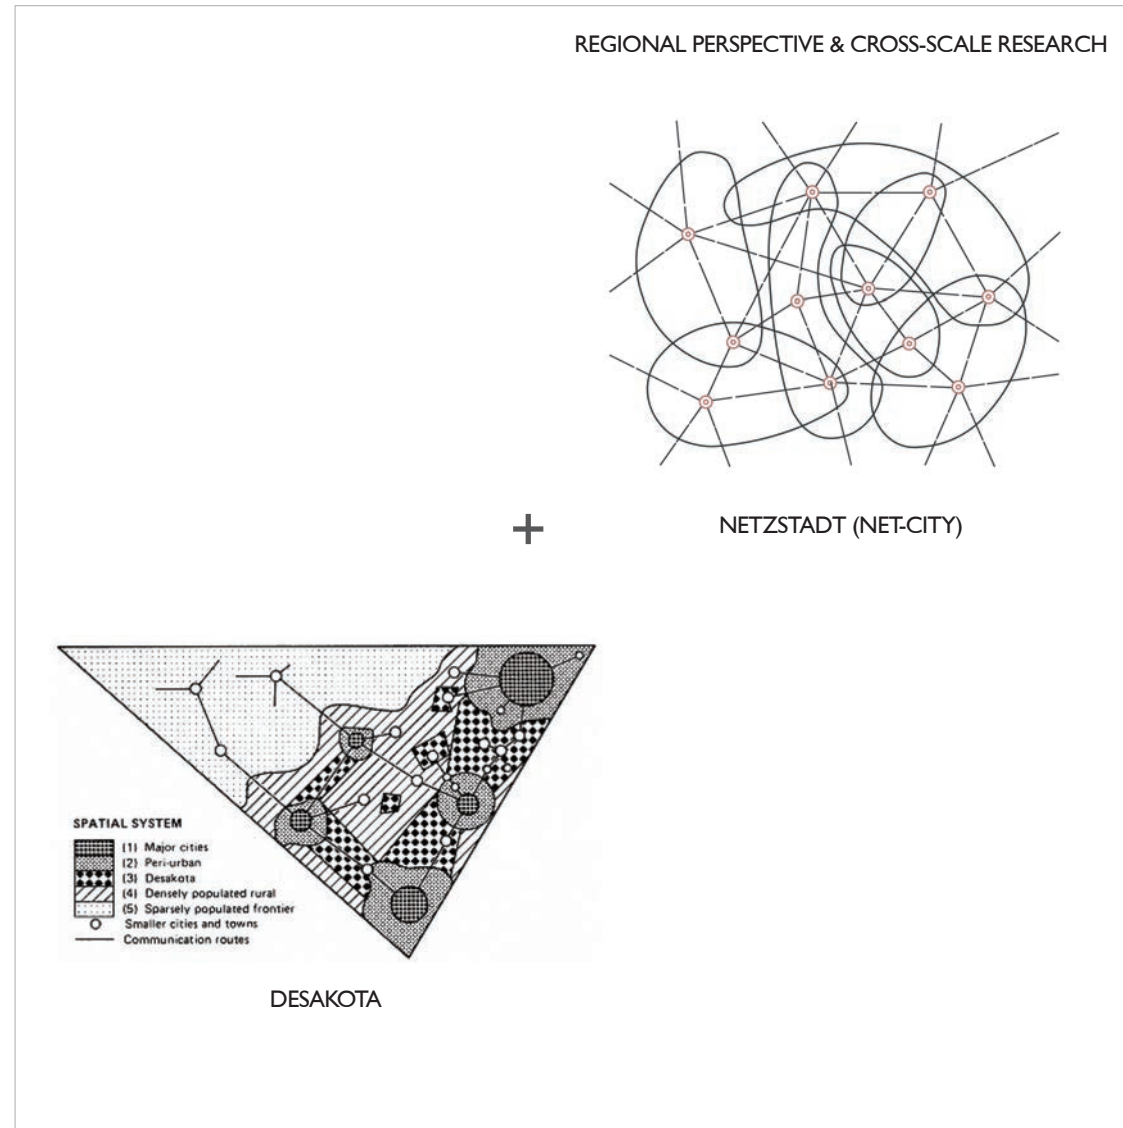 REGIONAL PERSPECTIVE & CROSS-SCALE RESEARCH
+
NETZSTADT (NET-CITY)
SPATIAL SYSTEM
(1) Major cities
(2) Peri-urban
(3) Desakota
(4) Densely populated rural
(5) Sparsely populated frontier
Smaller cities and towns
Communication routes
DESAKOTA